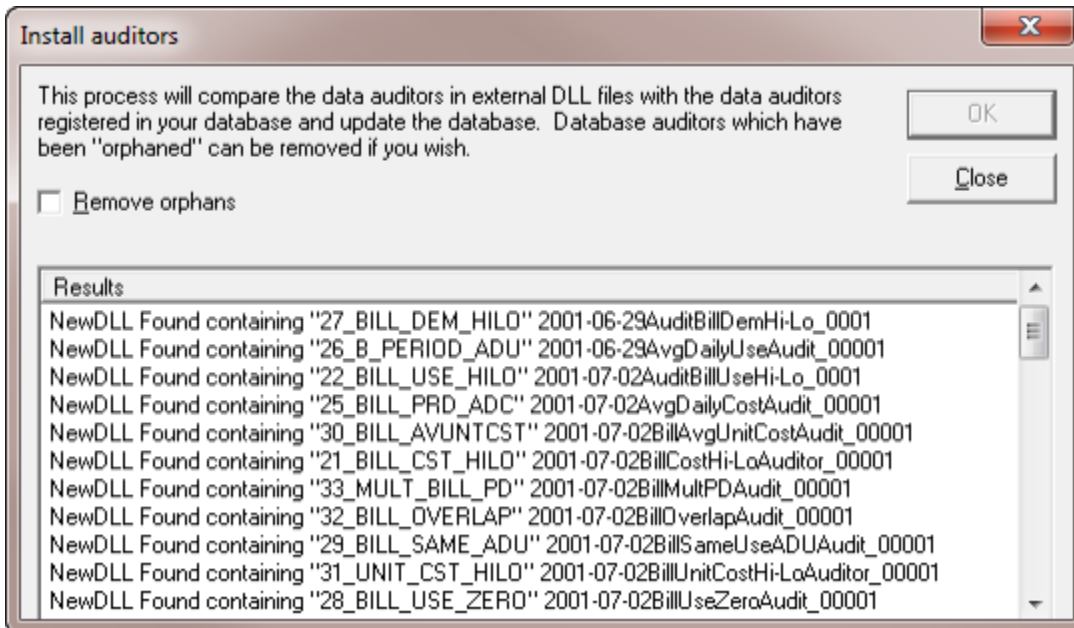 Install auditors
This process will compare the data auditors in external DLL files with the data auditors
registered in your database and update the database.  Database auditors which have
been "orphaned" can be removed if you wish.
OK
Close
Remove orphans
Results
NewDLL Found containing "27_BILL_DEM_HILO" 2001-06-29AuditBillDemHi-Lo_0001
NewDLL Found containing "26_B_PERIOD_ADU" 2001-06-29AvgDailyUseAudit_00001
NewDLL Found containing "22_BILL_USE_HILO" 2001-07-02AuditBillUseHi-Lo_0001
NewDLL Found containing "25_BILL_PRD_ADC" 2001-07-02AvgDailyCostAudit_00001
NewDLL Found containing "30_BILL_AVUNTCST" 2001-07-02BillAvgUnitCostAudit_00001
NewDLL Found containing "21_BILL_CST_HILO" 2001-07-02BillCostHi-LoAuditor_00001
NewDLL Found containing "33_MULT_BILL_PD" 2001-07-02BillMultPDAudit_00001
NewDLL Found containing "32_BILL_OVERLAP" 2001-07-02BillOverlapAudit_00001
NewDLL Found containing "29_BILL_SAME_ADU" 2001-07-02BillSameUseADUAudit_00001
NewDLL Found containing "31_UNIT_CST_HILO" 2001-07-02BillUnitCostHi-LoAuditor_00001
NewDLL Found containing "28_BILL_USE_ZERO" 2001-07-02BillUseZeroAudit_00001